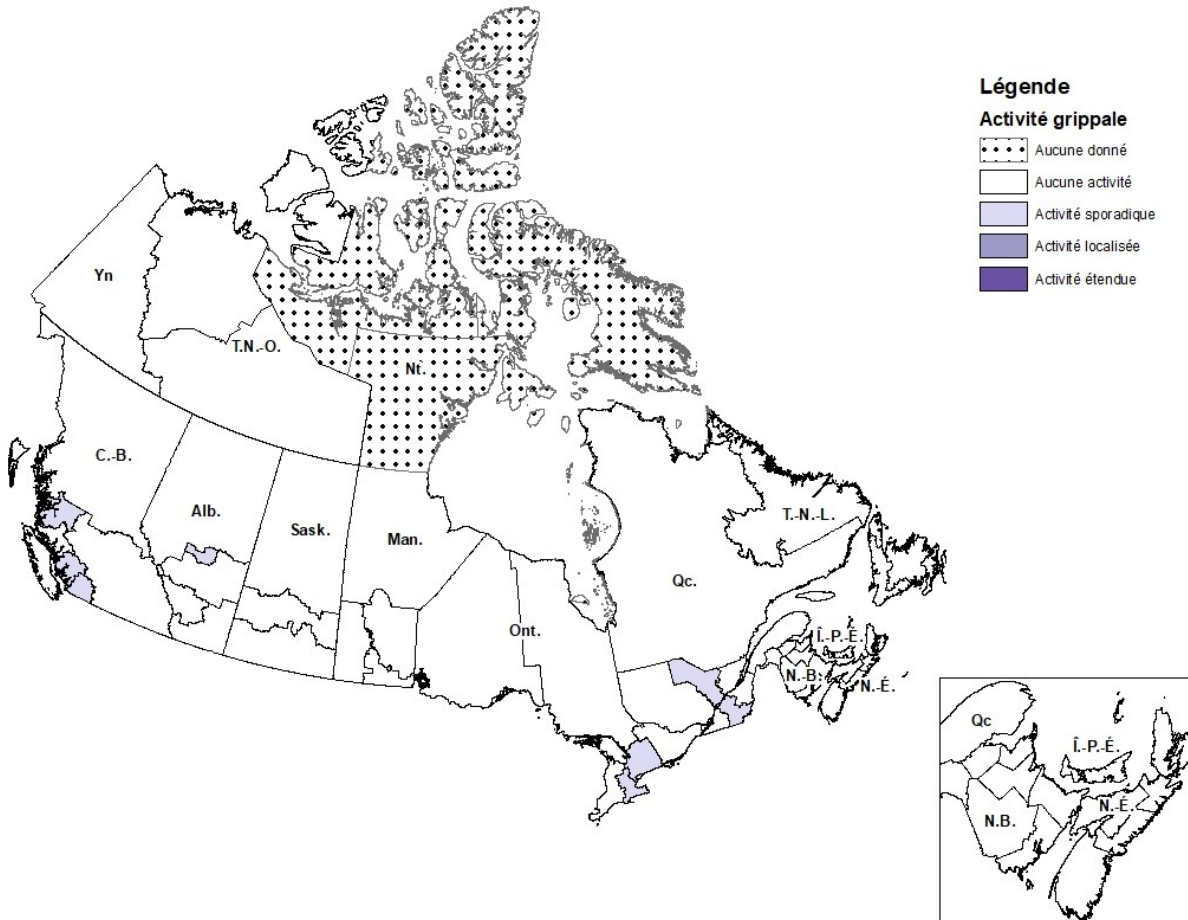 Légende
Activité grippale
Aucune donné
Aucune activité
Activité sporadique
Activité localisée
Activité étendue
Yn
T.N.-O.
Nt.
C.-B.
Alb.
Sask.
Man.
Ont.
Qc.
T.-N.-L.
Î.-P.-É.
N.-B.
N.-É.
Qc
Î.-P.-É.
N.-É.
N.B.